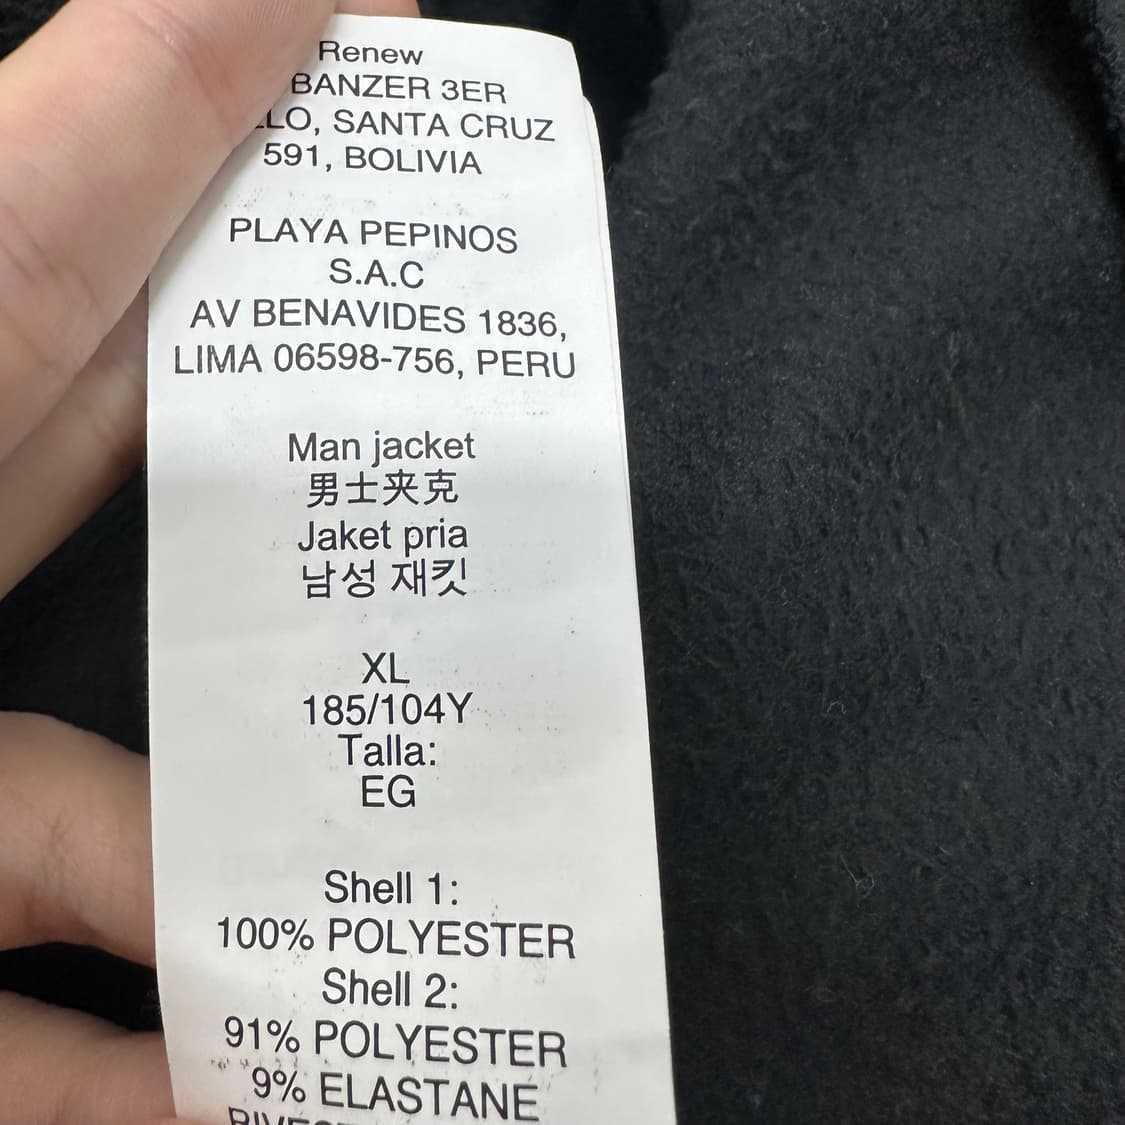 Renew
BANZER 3ER
LO, SANTA CRUZ
591, BOLIVIA
PLAYA PEPINOS
S.A.C
AV BENAVIDES 1836,
LIMA 06598-756, PERU
Man jacket
男士夹克
Jaket pria
남성 재킷
XL
185/104Y
Talla:
EG
Shell 1:
100% POLYESTER
Shell 2:
91% POLYESTER
9% ELASTANE